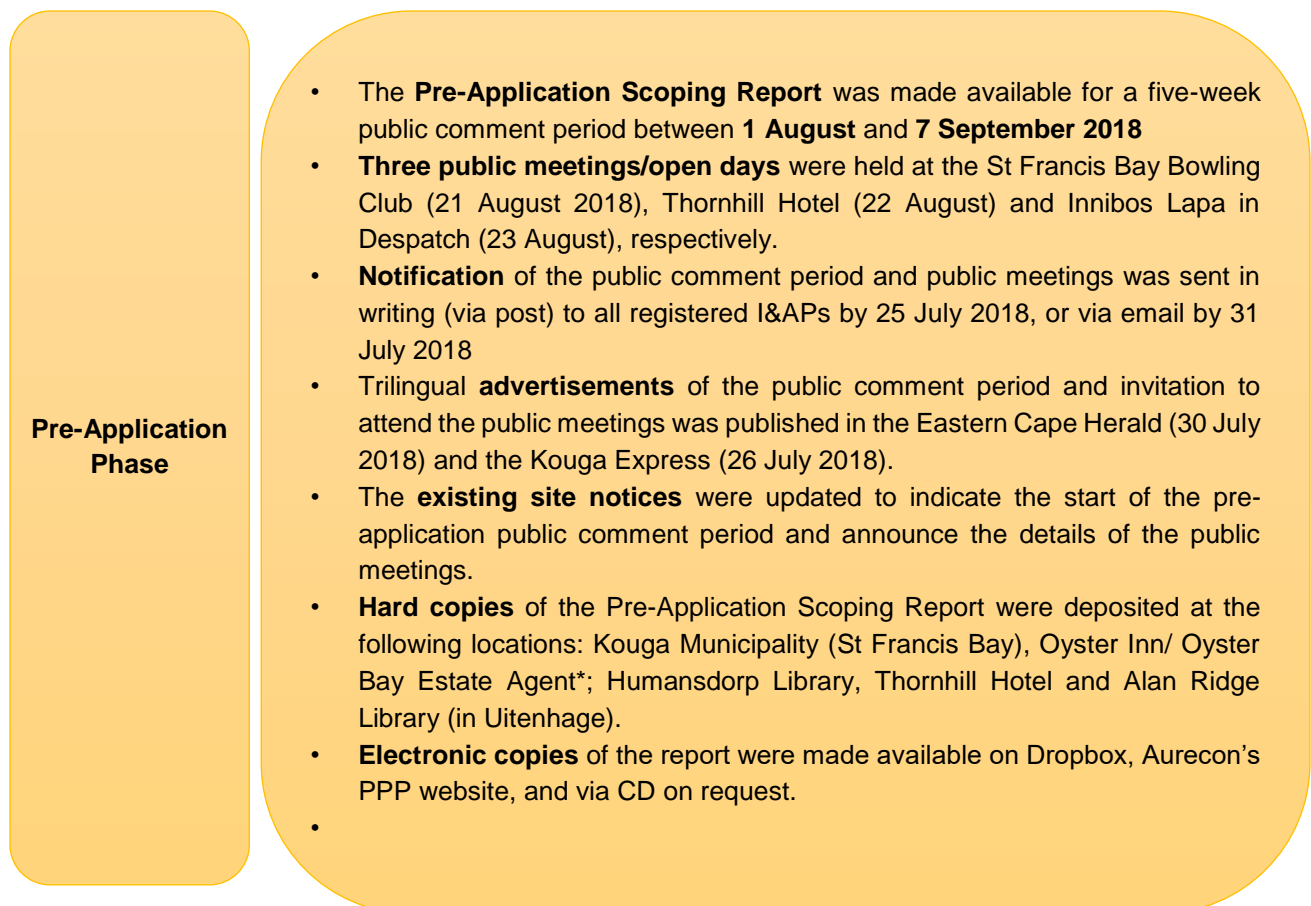 Pre-Application
Phase
• The Pre-Application Scoping Report was made available for a five-week
public comment period between 1 August and 7 September 2018
• Three public meetings/open days were held at the St Francis Bay Bowling
Club (21 August 2018), Thornhill Hotel (22 August) and Innibos Lapa in
Despatch (23 August), respectively.
• Notification of the public comment period and public meetings was sent in
writing (via post) to all registered I&APs by 25 July 2018, or via email by 31
July 2018
• Trilingual advertisements of the public comment period and invitation to
attend the public meetings was published in the Eastern Cape Herald (30 July
2018) and the Kouga Express (26 July 2018).
• The existing site notices were updated to indicate the start of the pre-
application public comment period and announce the details of the public
meetings.
• Hard copies of the Pre-Application Scoping Report were deposited at the
following locations: Kouga Municipality (St Francis Bay), Oyster Inn/ Oyster
Bay Estate Agent*; Humansdorp Library, Thornhill Hotel and Alan Ridge
Library (in Uitenhage).
• Electronic copies of the report were made available on Dropbox, Aurecon's
PPP website, and via CD on request.
•